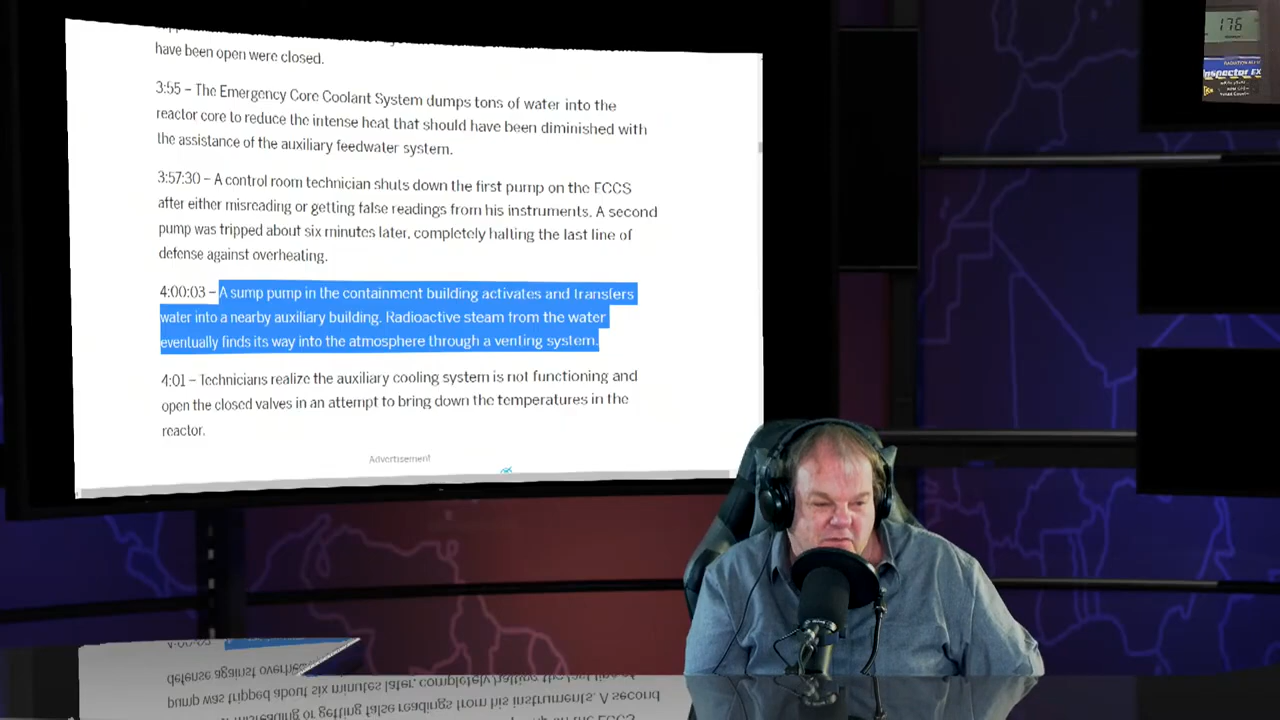 have been open were closed.
3:55 – The Emergency Core Coolant System dumps tons of water into the
reactor core to reduce the intense heat that should have been diminished with
the assistance of the auxiliary feedwater system.
3:57:30 – A control room technician shuts down the first pump on the ECCS
after either misreading or getting false readings from his instruments. A second
pump was tripped about six minutes later, completely halting the last line of
defense against overheating.
4:00:03 – A sump pump in the containment building activates and transfers
water into a nearby auxiliary building. Radioactive steam from the water
eventually finds its way into the atmosphere through a venting system.
4:01 – Technicians realize the auxiliary cooling system is not functioning and
open the closed valves in an attempt to bring down the temperatures in the
reactor.
Advertisement
176
Inspector EX